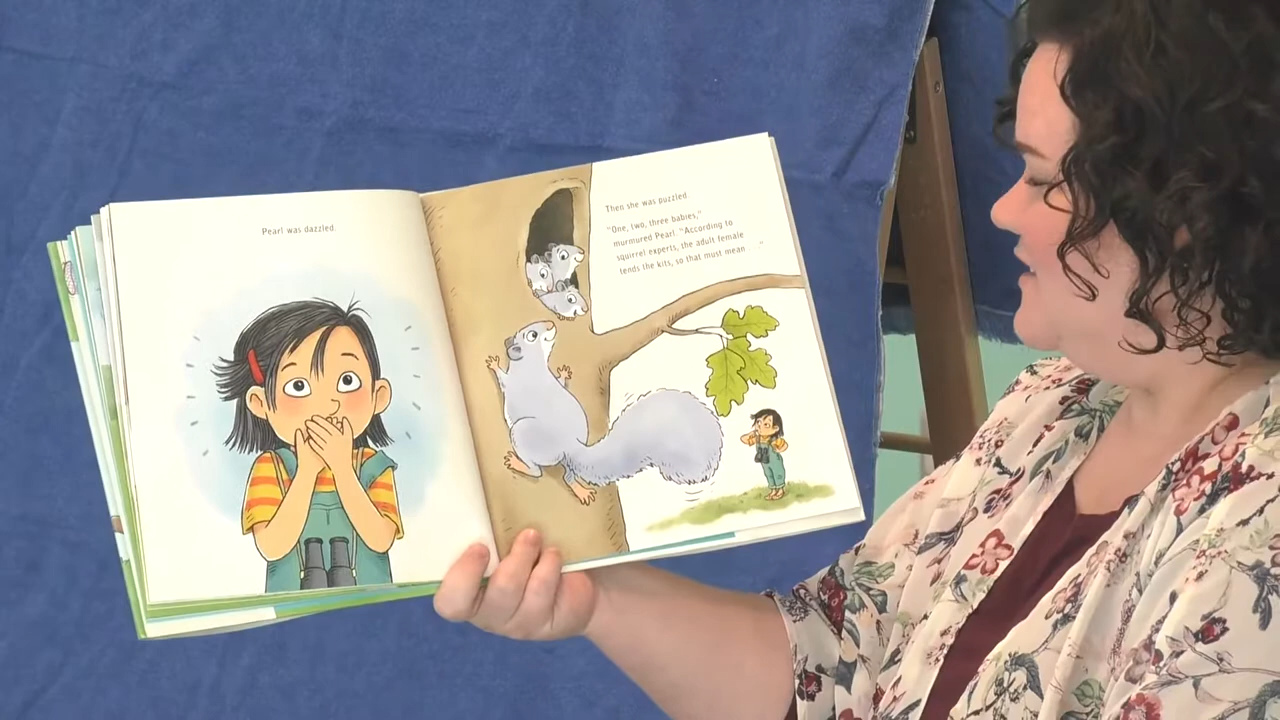 Pearl was dazzled.
Then she was puzzled.
"One, two, three babies,"
murmured Pearl. "According to
squirrel experts, the adult female
tends the kits, so that must mean . . ."